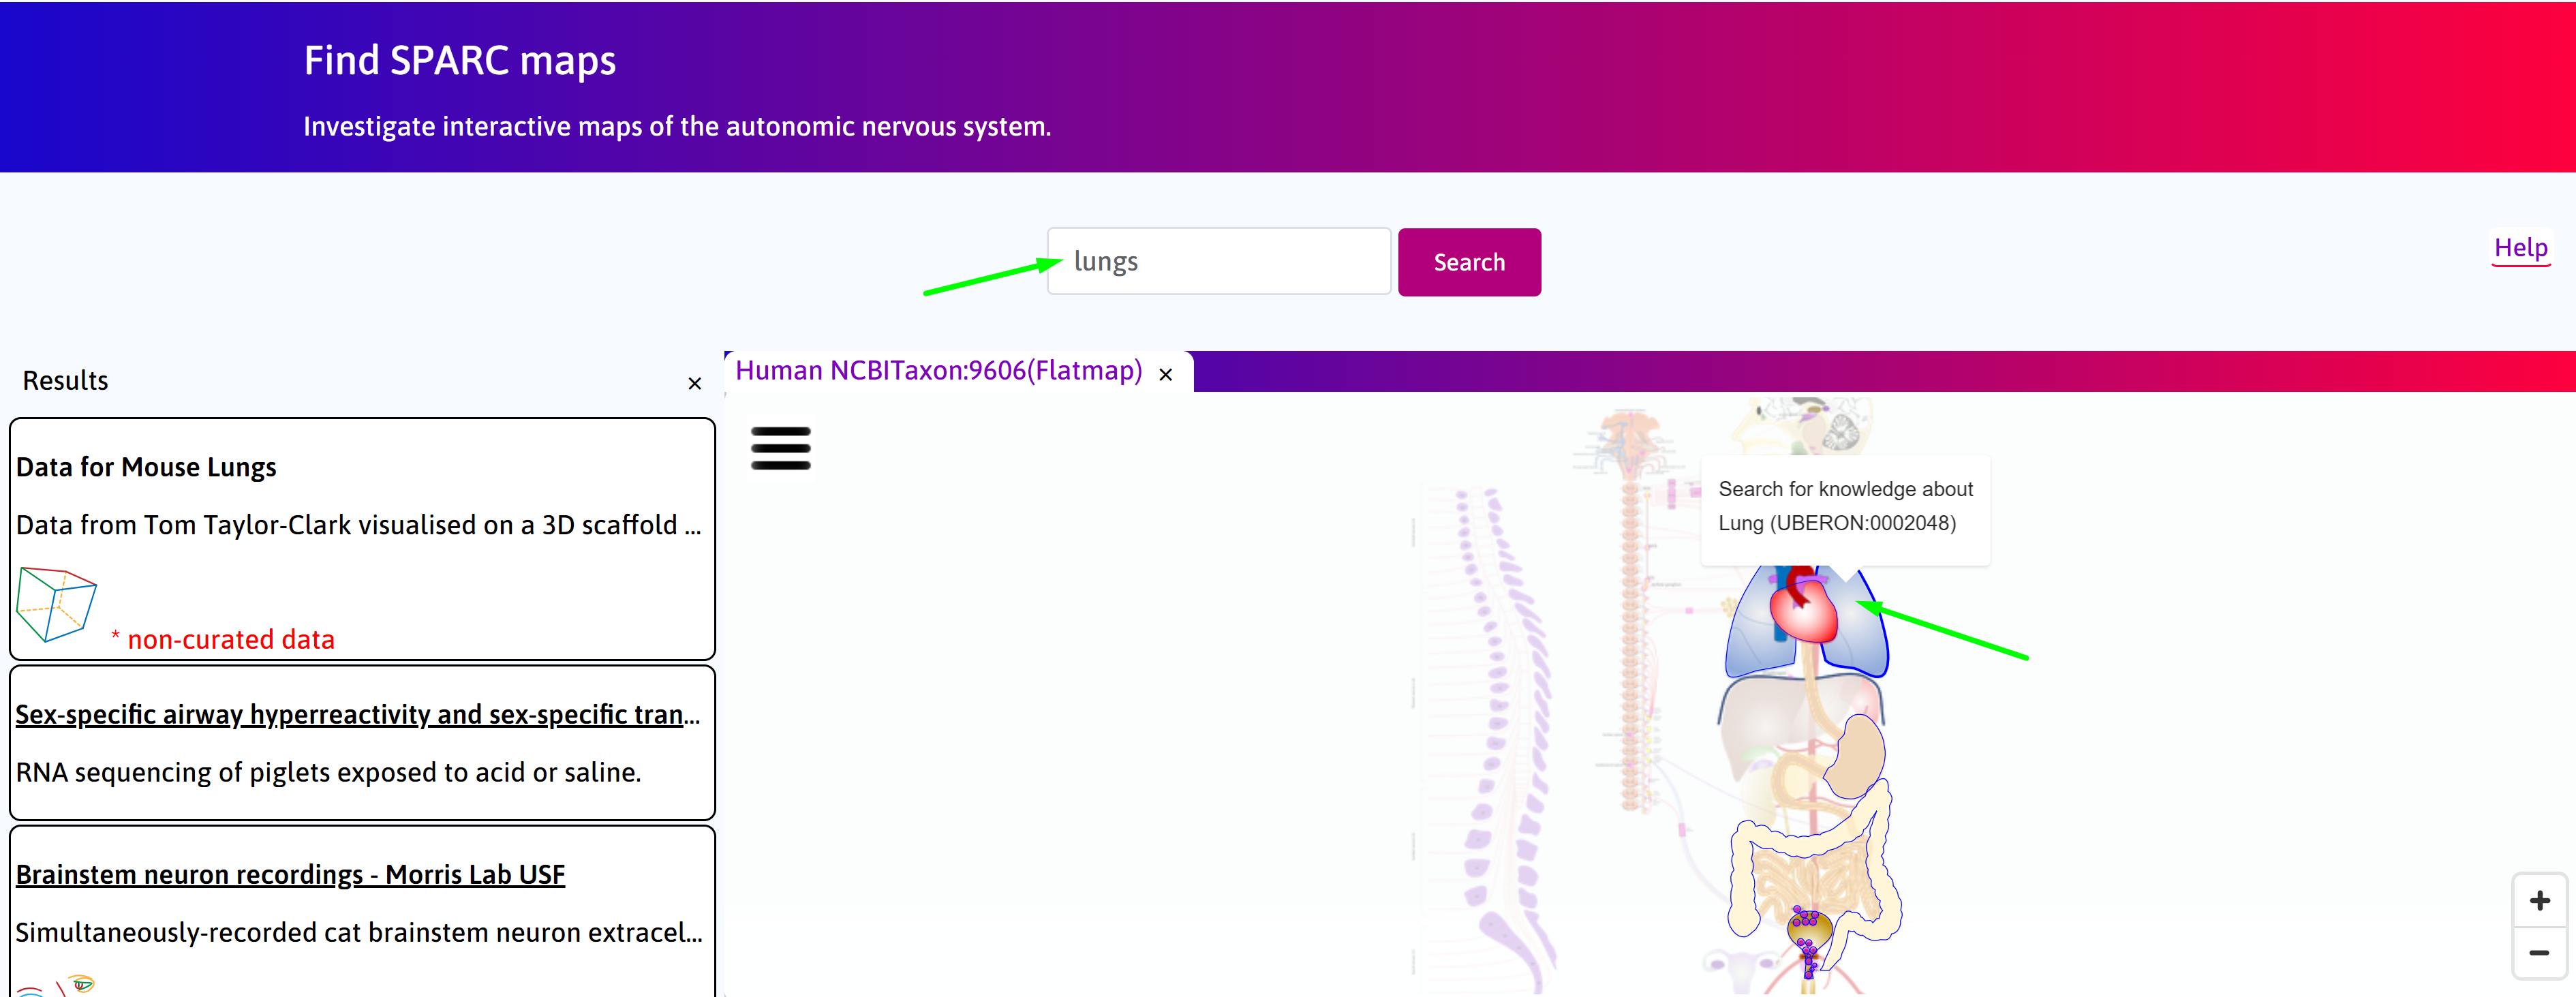 Find SPARC maps
Investigate interactive maps of the autonomic nervous system.
lungs
Search
Help
Results
×
Human NCBITaxon:9606(Flatmap) ×
Data for Mouse Lungs
Data from Tom Taylor-Clark visualised on a 3D scaffold ...
* non-curated data
Sex-specific airway hyperreactivity and sex-specific tran...
RNA sequencing of piglets exposed to acid or saline.
Brainstem neuron recordings - Morris Lab USF
Simultaneously-recorded cat brainstem neuron extracel...
Search for knowledge about
Lung (UBERON:0002048)
+
−